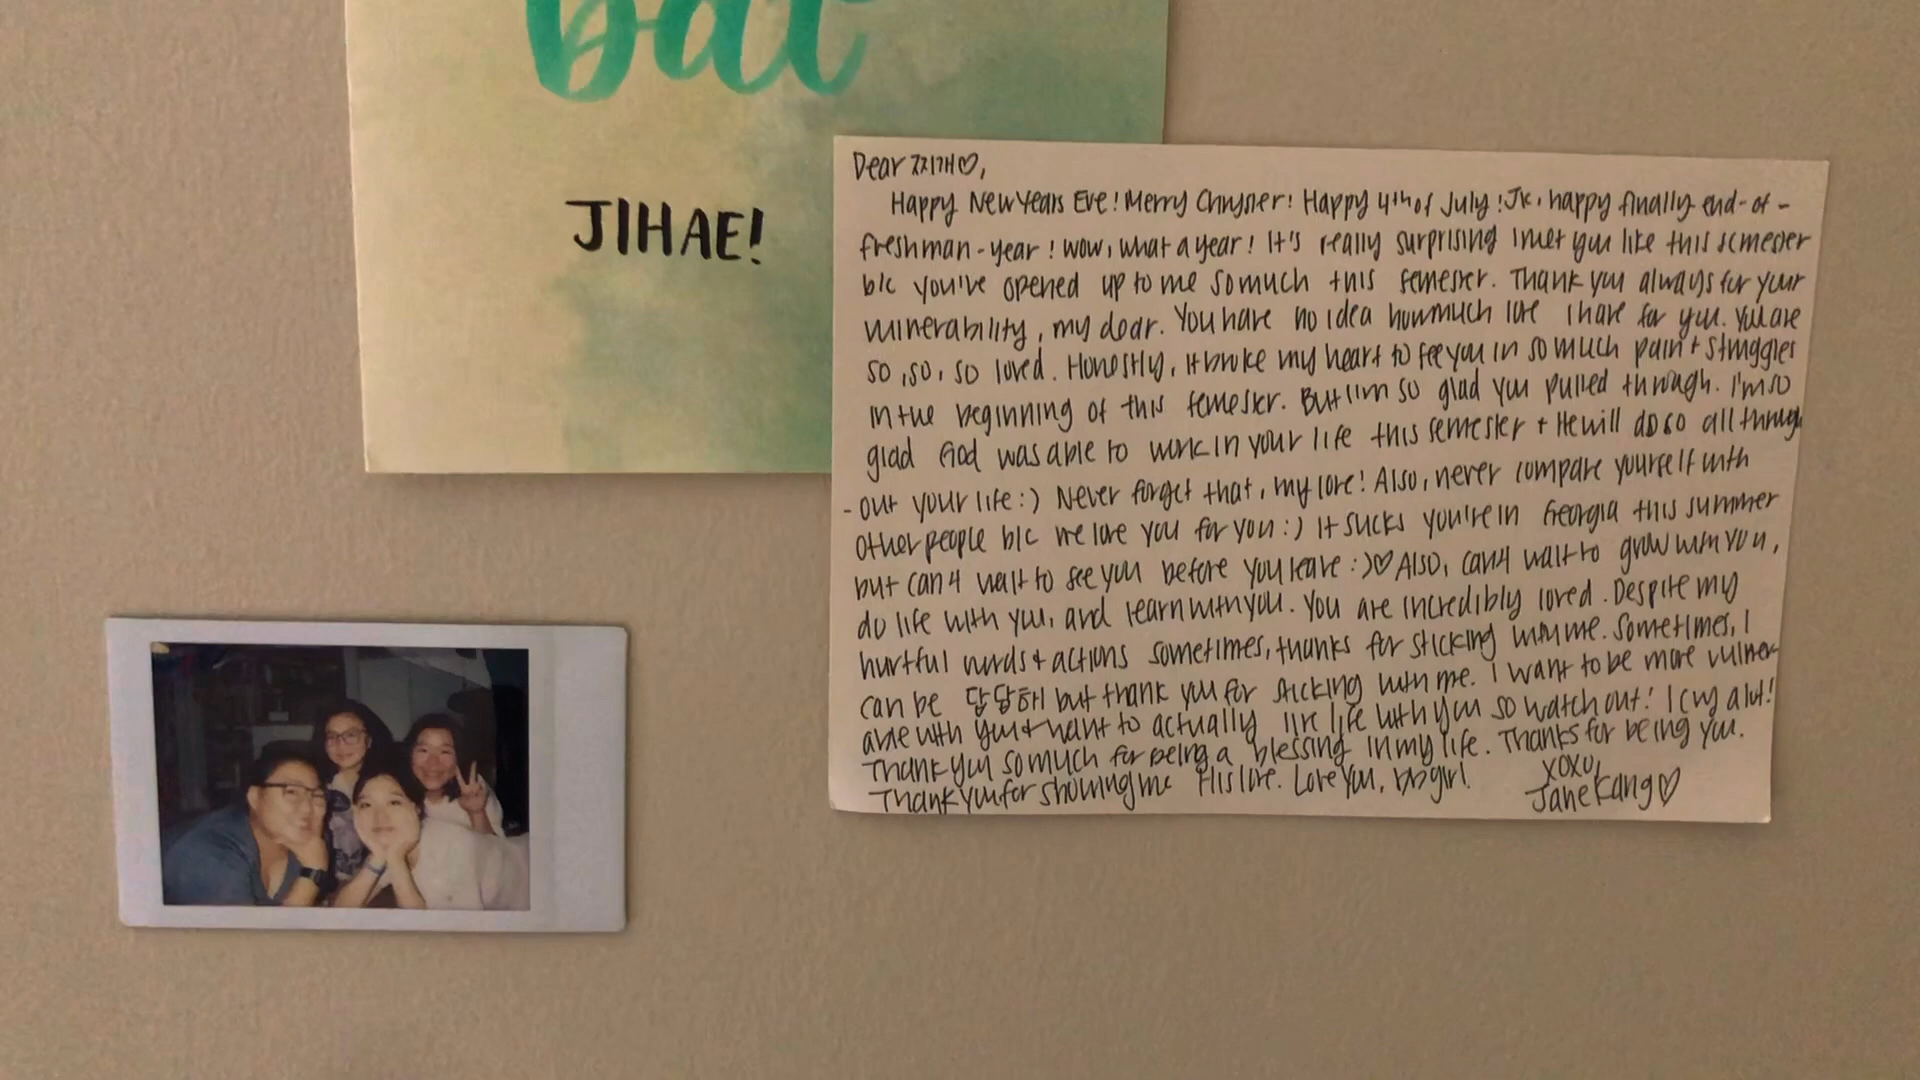 bae
JIHAE!
Dear 찌애♡,
Happy New Years Eve! Merry Chrysler! Happy 4th of July! Jk, happy finally end-of-
freshman-year! Wow, what a year! It's really surprising I met you like this semester
b/c you've opened up to me so much this semester. Thank you always for your
vulnerability, my dear. You have no idea how much love I have for you. You are
so, so, so loved. Honestly, it broke my heart to see you in so much pain + struggles
in the beginning of this semester. But I'm so glad you pulled through. I'm so
glad God was able to work in your life this semester + He will do so all through
-out your life :) Never forget that, my love! Also, never compare yourself with
other people b/c we love you for you :) It sucks you're in Georgia this summer
but can't wait to see you before you leave :)♡ Also, can't wait to grow with you,
do life with you, and learn with you. You are incredibly loved. Despite my
hurtful words + actions sometimes, thanks for sticking with me. Sometimes, I
can be 답답해 but thank you for sticking with me. I want to be more vulner-
able with you + want to actually live life with you so watch out! I cry a lot!
Thank you so much for being a blessing in my life. Thanks for being you.
Thank you for showing me His love. Love you, bbgirl!
xoxo,
Jane Kang♡